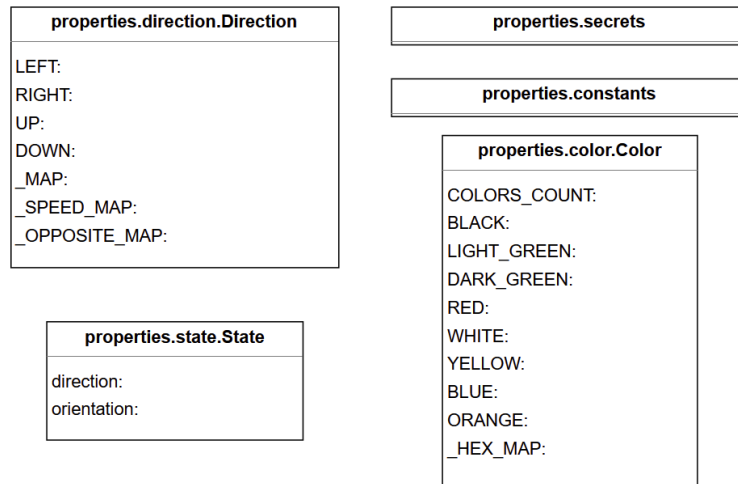 properties.direction.Direction
LEFT:
RIGHT:
UP:
DOWN:
_MAP:
_SPEED_MAP:
_OPPOSITE_MAP:
properties.secrets
properties.constants
properties.color.Color
COLORS_COUNT:
BLACK:
LIGHT_GREEN:
DARK_GREEN:
RED:
WHITE:
YELLOW:
BLUE:
ORANGE:
_HEX_MAP:
properties.state.State
direction:
orientation: